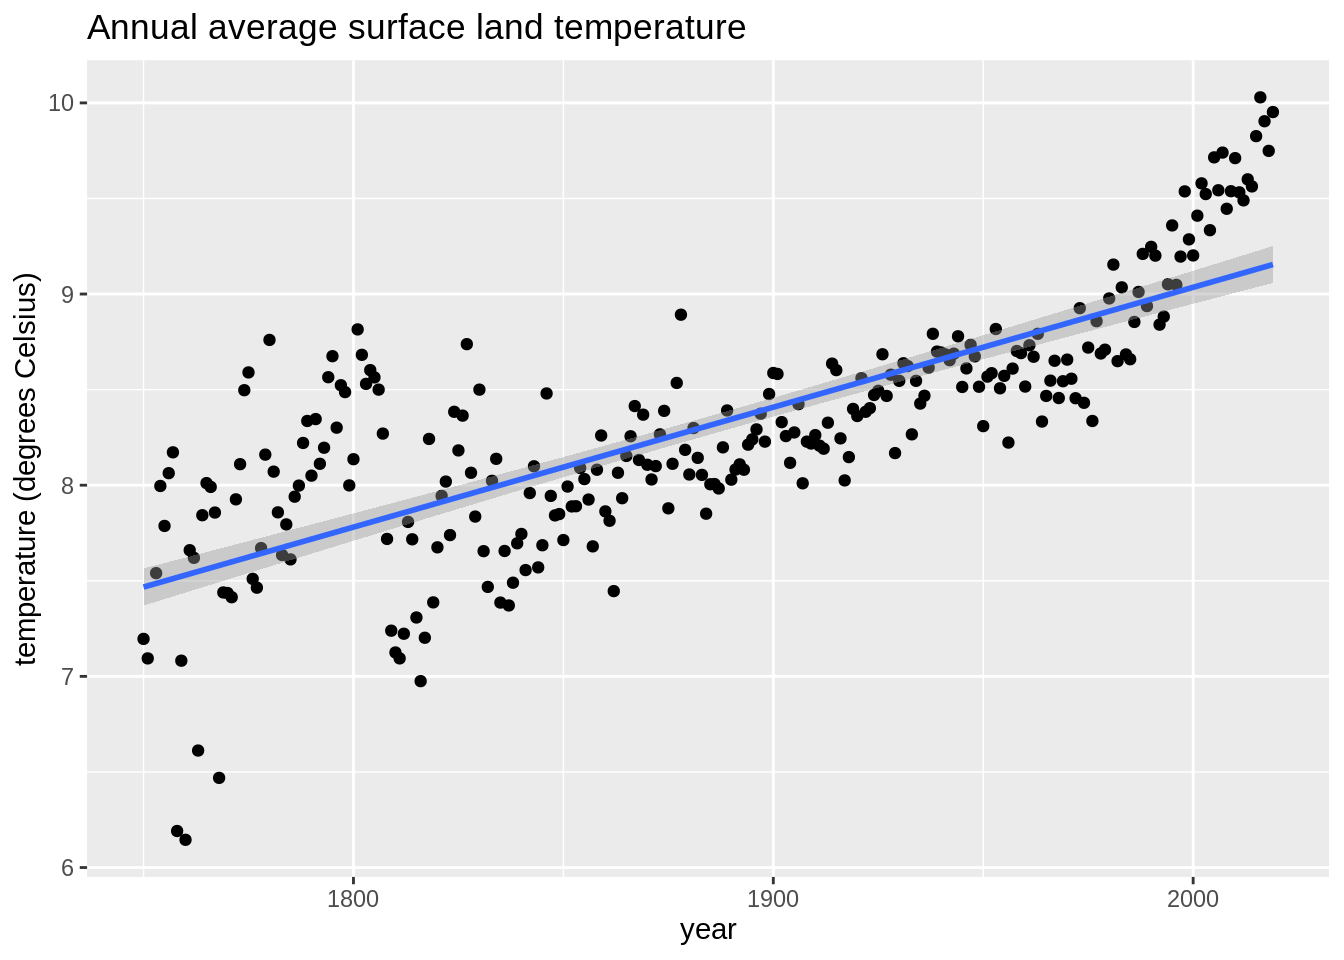 Annual average surface land temperature
temperature (degrees Celsius)
10
9
8
7
6
1800
1900
2000
year